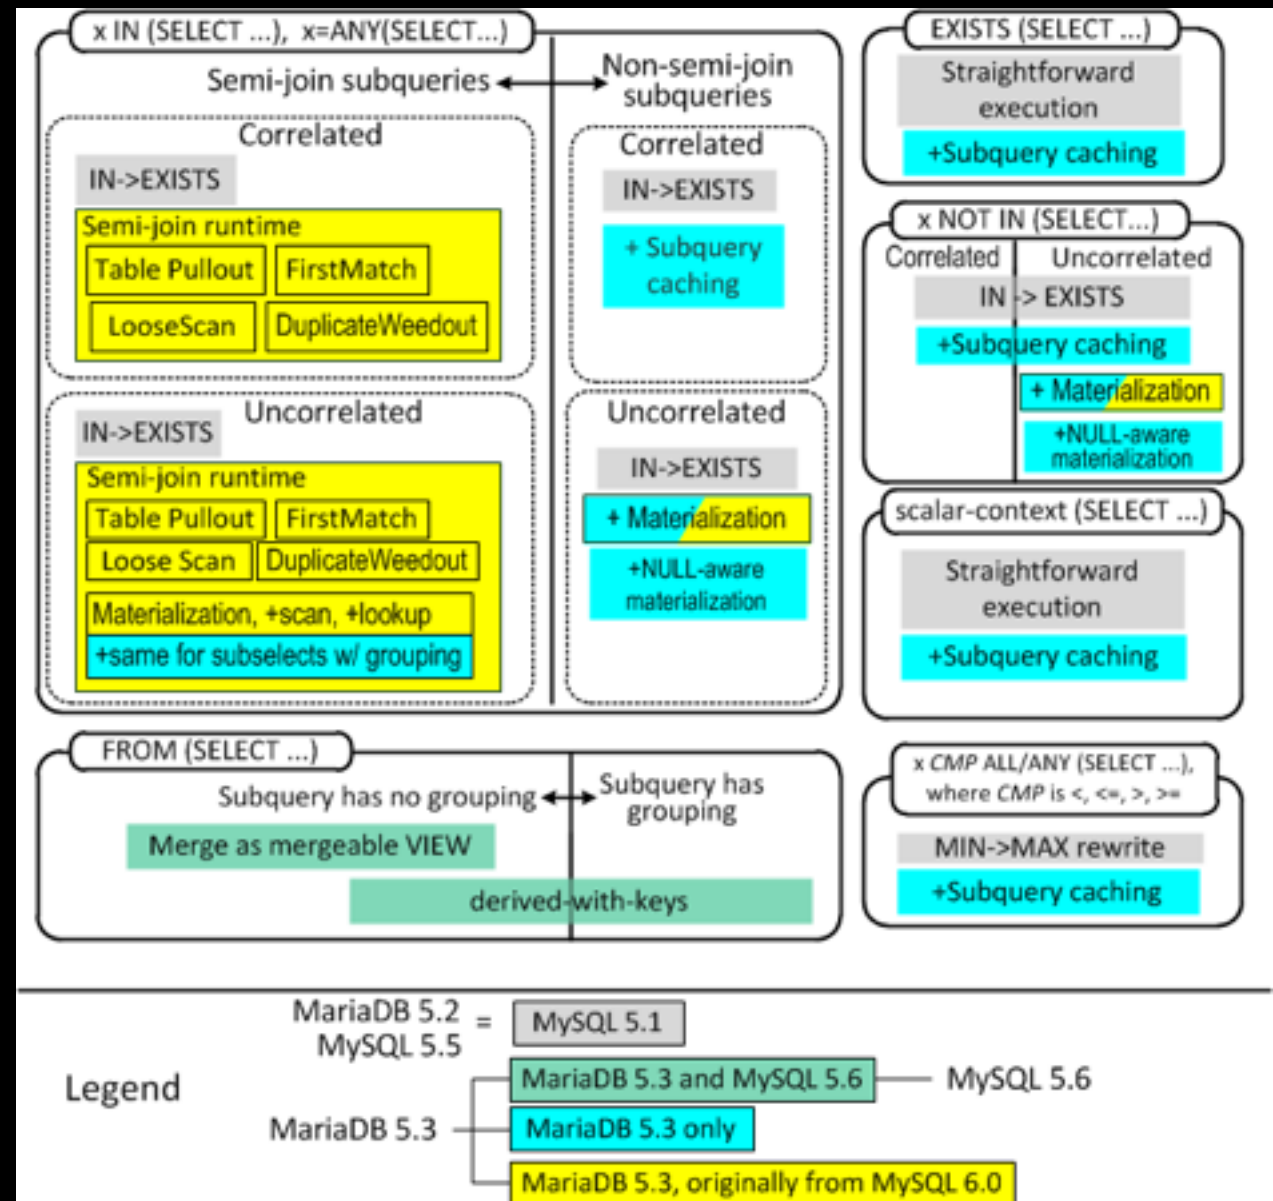 x IN (SELECT ...), x=ANY(SELECT...)
Semi-join subqueries
Non-semi-join
subqueries
Correlated
IN->EXISTS
Semi-join runtime
Table Pullout
FirstMatch
LooseScan
DuplicateWeedout
Correlated
IN->EXISTS
+ Subquery
caching
Uncorrelated
IN->EXISTS
Semi-join runtime
Table Pullout
FirstMatch
Loose Scan
DuplicateWeedout
Materialization, +scan, +lookup
+same for subselects w/ grouping
Uncorrelated
IN->EXISTS
+ Materialization
+NULL-aware
materialization
EXISTS (SELECT ...)
Straightforward
execution
+Subquery caching
x NOT IN (SELECT...)
Correlated
Uncorrelated
IN -> EXISTS
+Subquery caching
+ Materialization
+NULL-aware
materialization
scalar-context (SELECT ...)
Straightforward
execution
+Subquery caching
FROM (SELECT ...)
Subquery has no grouping
Subquery has
grouping
Merge as mergeable VIEW
derived-with-keys
x CMP ALL/ANY (SELECT ...),
where CMP is <, <=, >, >=
MIN->MAX rewrite
+Subquery caching
Legend
MariaDB 5.2
MySQL 5.5
=
MySQL 5.1
MariaDB 5.3 and MySQL 5.6
MySQL 5.6
MariaDB 5.3
MariaDB 5.3 only
MariaDB 5.3, originally from MySQL 6.0